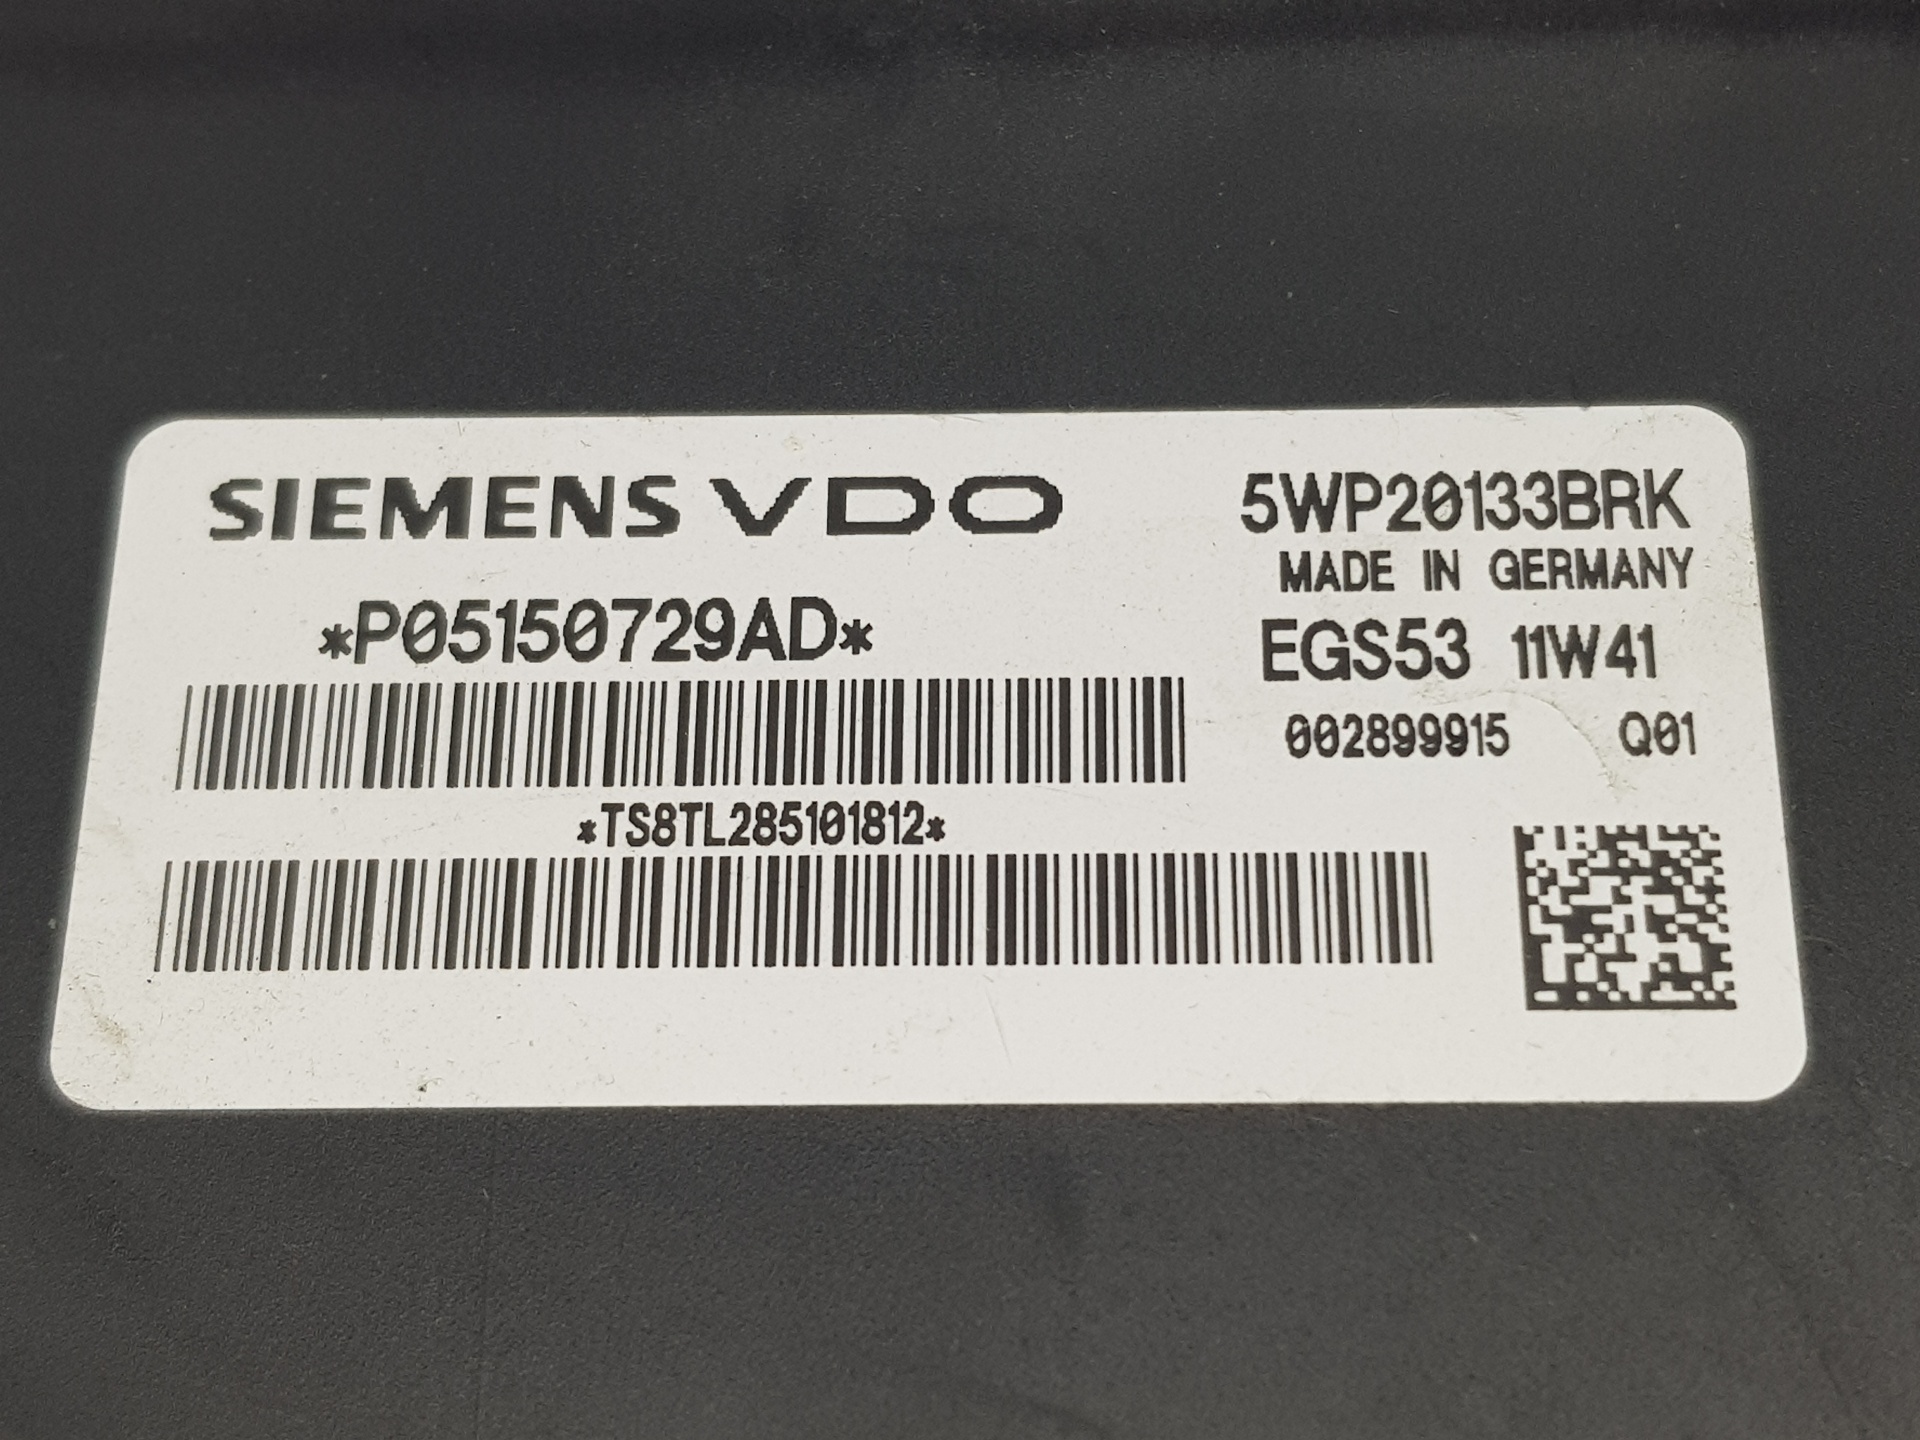 SIEMENS VDO
5WP20133BRK
MADE IN GERMANY
*P05150729AD*
EGS53 11W41
002899915 Q01
*TS8TL285101812*